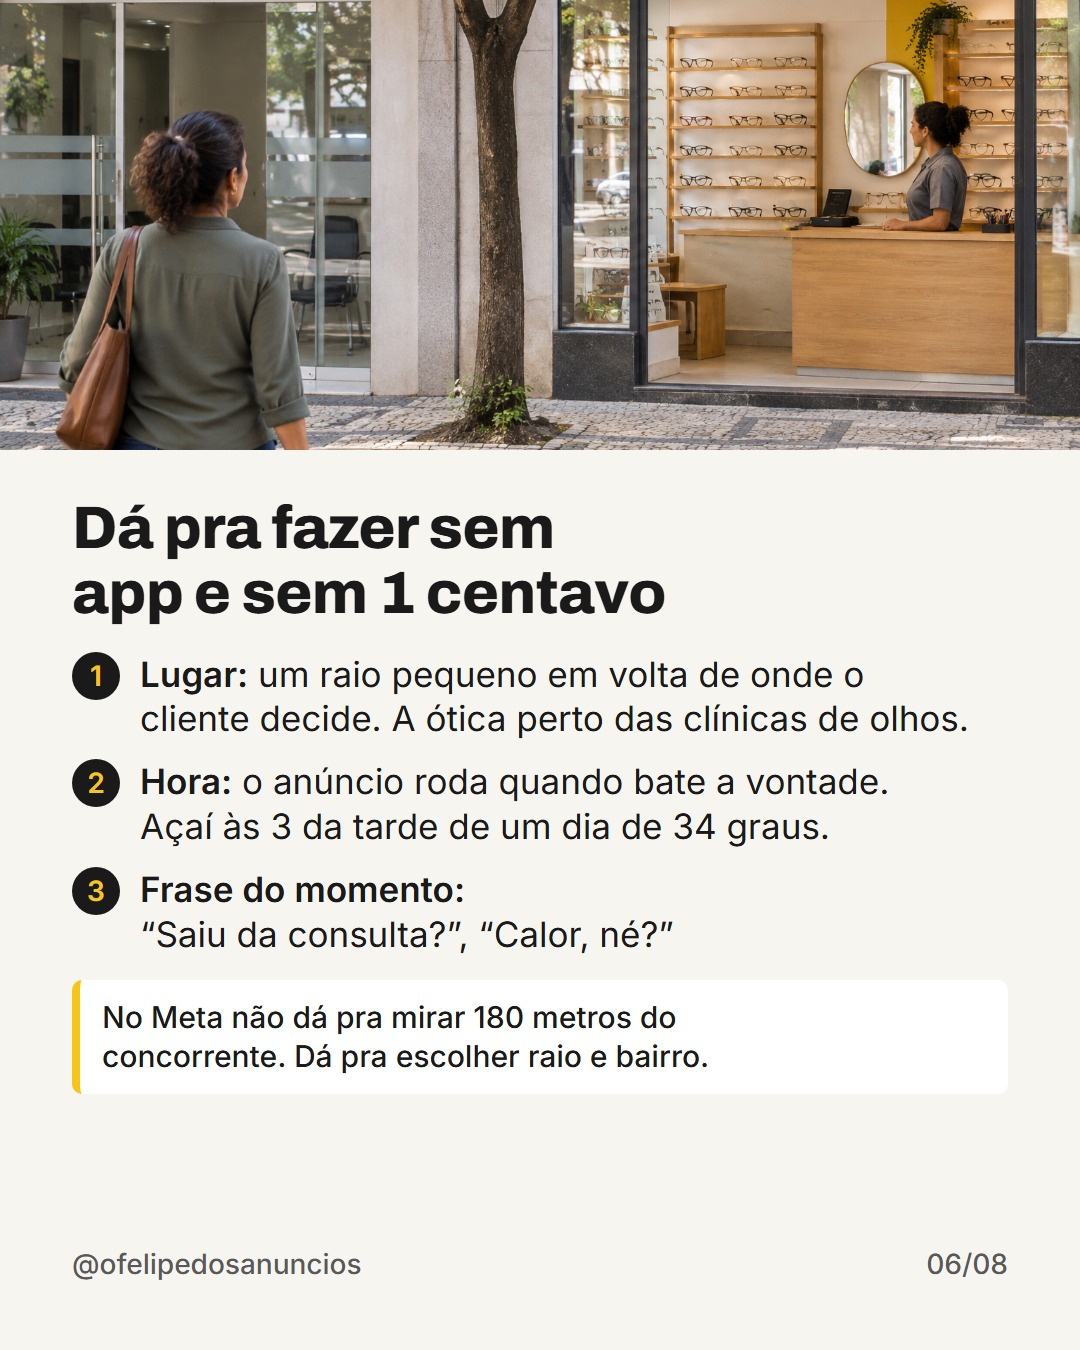 Dá pra fazer sem
app e sem 1 centavo
1 Lugar: um raio pequeno em volta de onde o
cliente decide. A ótica perto das clínicas de olhos.
2 Hora: o anúncio roda quando bate a vontade.
Açaí às 3 da tarde de um dia de 34 graus.
3 Frase do momento:
“Saiu da consulta?”, “Calor, né?”
No Meta não dá pra mirar 180 metros do
concorrente. Dá pra escolher raio e bairro.
@ofelipedosanuncios
06/08